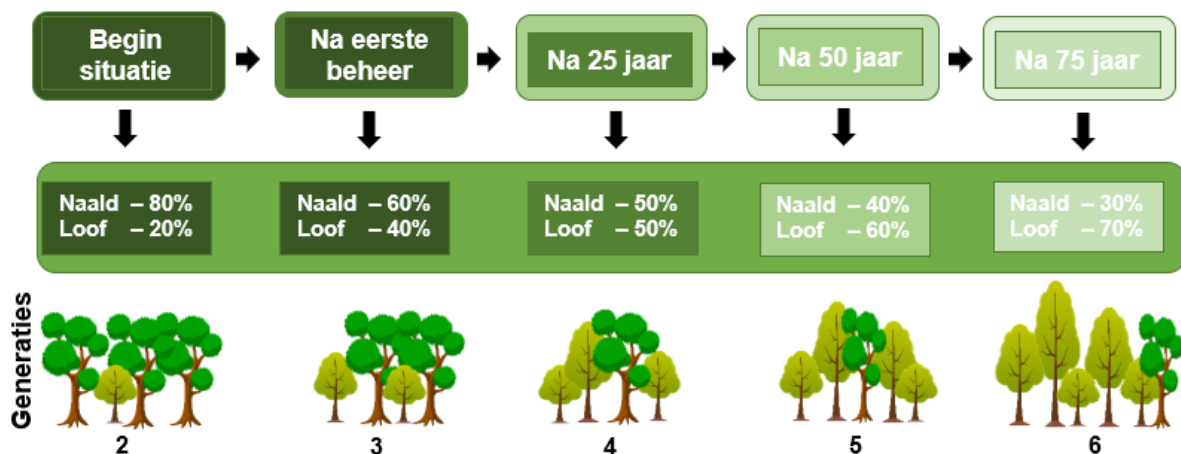 Begin
situatie
Na eerste
beheer
Na 25 jaar
Na 50 jaar
Na 75 jaar
Naald – 80%
Loof – 20%
Naald – 60%
Loof – 40%
Naald – 50%
Loof – 50%
Naald – 40%
Loof – 60%
Naald – 30%
Loof – 70%
Generaties
2
3
4
5
6